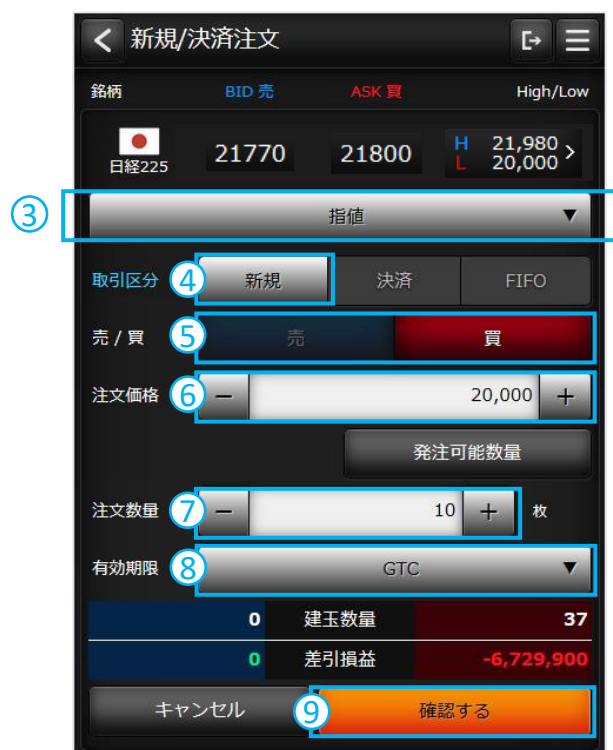 新規/決済注文
銘柄 BID 売 ASK 買 High/Low
日経225 21770 21800 H 21,980
L 20,000
③ 指値 ▼
取引区分 ④ 新規 決済 FIFO
売 / 買 ⑤ 売 買
注文価格 ⑥ − 20,000 +
発注可能数量
注文数量 ⑦ − 10 + 枚
有効期限 ⑧ GTC ▼
0 建玉数量 37
0 差引損益 -6,729,900
キャンセル ⑨ 確認する